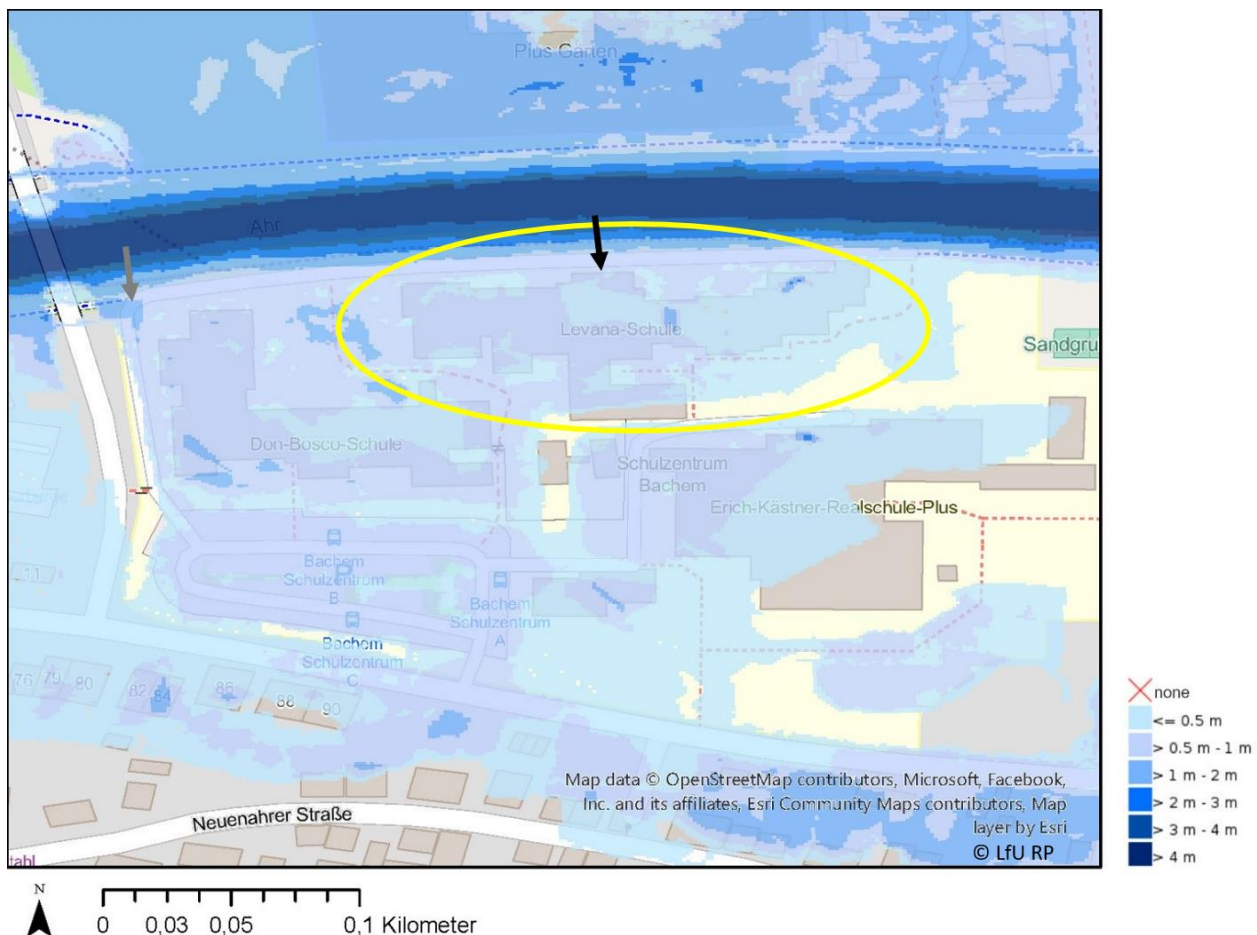 Plus Gärten
Ahr
Levana-Schule
Sandgru
Don-Bosco-Schule
Schulzentrum
Bachem
Erich-Kästner-Realschule-Plus
11
Bachem
Schulzentrum
B
P
Bachem
Schulzentrum
A
Bachem
Schulzentrum
C
76
79
80
82
84
86
88
90
none
<= 0.5 m
> 0.5 m - 1 m
> 1 m - 2 m
> 2 m - 3 m
> 3 m - 4 m
> 4 m
Map data © OpenStreetMap contributors, Microsoft, Facebook,
Inc. and its affiliates, Esri Community Maps contributors, Map
layer by Esri
© LfU RP
Neuenahrer Straße
tahl
N
0 0,03 0,05 0,1 Kilometer